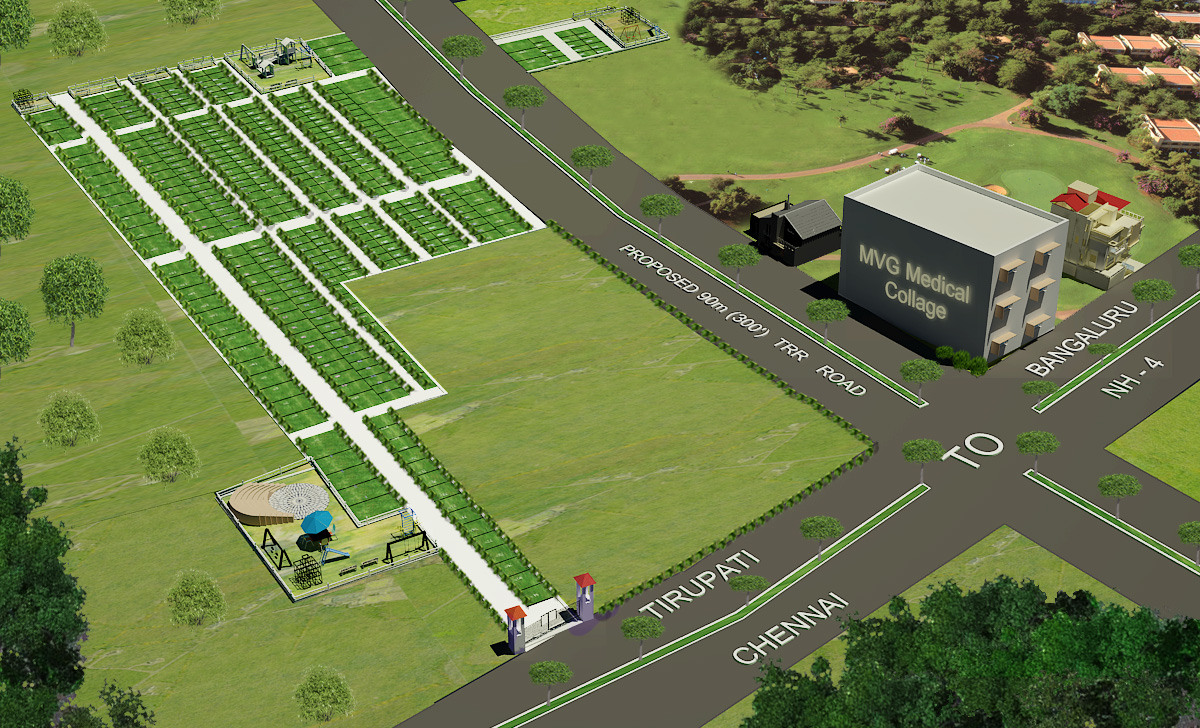 MVG Medical
Collage
PROPOSED 90m (300') TRR ROAD
BANGALURU
NH - 4
TO
TIRUPATI
CHENNAI